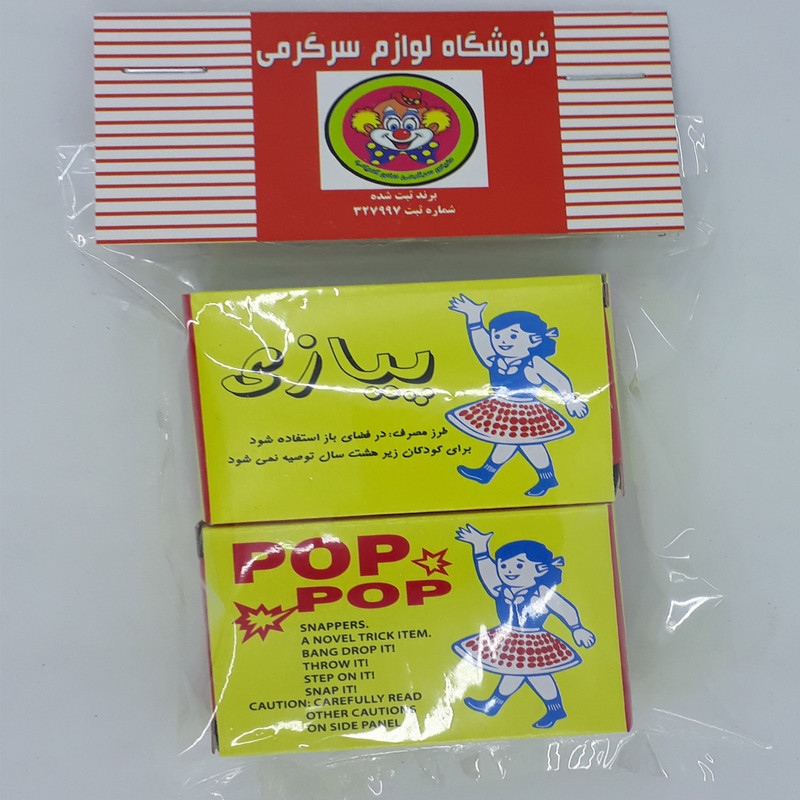 فروشگاه لوازم سرگرمی
برند ثبت شده
شماره ثبت ۳۲۷۹۹۷
پیازی
طرز مصرف: در فضای باز استفاده شود
برای کودکان زیر هشت سال توصیه نمی شود
POP
POP
SNAPPERS.
A NOVEL TRICK ITEM.
BANG DROP IT!
THROW IT!
STEP ON IT!
SNAP IT!
CAUTION: CAREFULLY READ
OTHER CAUTIONS
ON SIDE PANEL